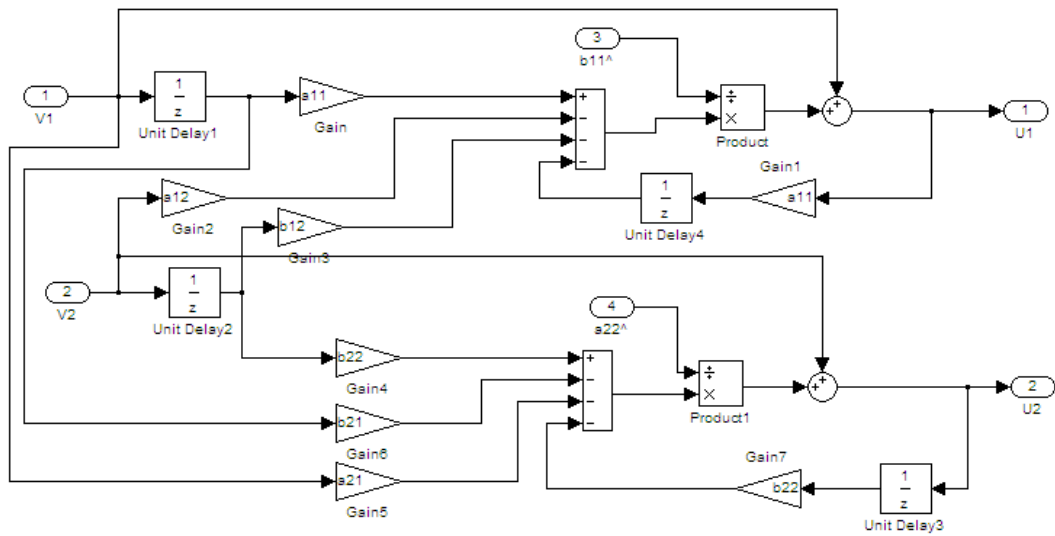 3
b11^
1
V1
1
z
Unit Delay1
a11
Gain
+
−
−
−
÷
×
Product
+
+
1
U1
Gain1
a11
1
z
Unit Delay4
a12
Gain2
b12
Gain3
2
V2
1
z
Unit Delay2
4
a22^
b22
Gain4
+
−
−
−
÷
×
Product1
+
+
2
U2
b21
Gain6
a21
Gain5
Gain7
b22
1
z
Unit Delay3